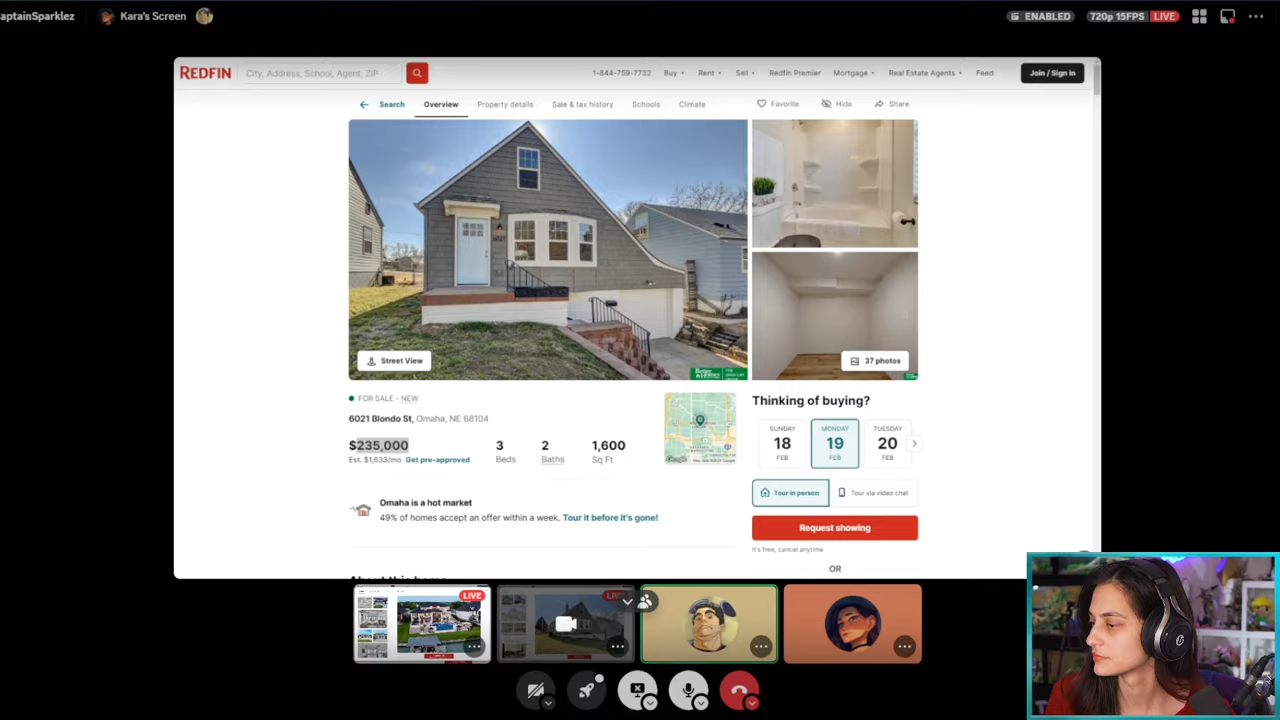 aptainSparklez
Kara's Screen
ENABLED
720p 15FPS LIVE
REDFIN
City, Address, School, Agent, ZIP
1-844-759-7732
Buy
Rent
Sell
Redfin Premier
Mortgage
Real Estate Agents
Feed
Join / Sign in
Search
Overview
Property details
Sale & tax history
Schools
Climate
Favorite
Hide
Share
Street View
37 photos
FOR SALE - NEW
6021 Blondo St, Omaha, NE 68104
$235,000
Est. $1,633/mo Get pre-approved
3
Beds
2
Baths
1,600
Sq Ft
Omaha is a hot market
49% of homes accept an offer within a week. Tour it before it's gone!
Thinking of buying?
SUNDAY
18
FEB
MONDAY
19
FEB
TUESDAY
20
FEB
Tour in person
Tour via video chat
Request showing
It's free, cancel anytime
OR
About this home
LIVE
LIVE